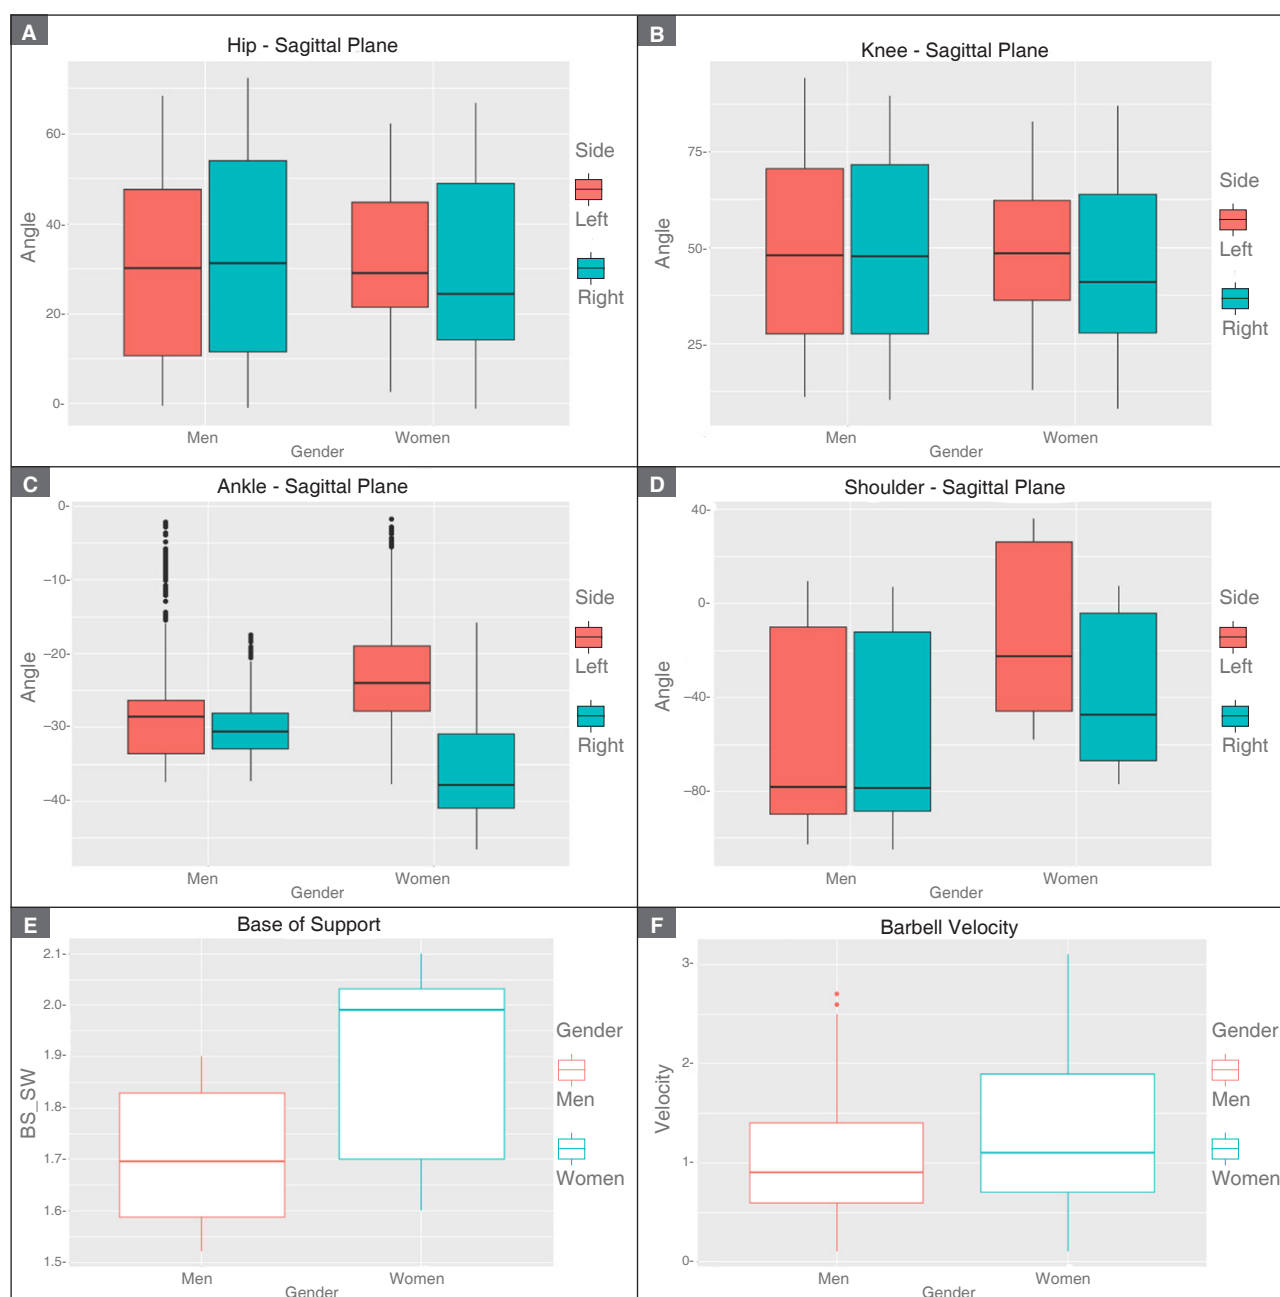 A
Hip - Sagittal Plane
60-
40-
20-
0-
Angle
Men
Women
Gender
Side
Left
Right
B
Knee - Sagittal Plane
75-
50-
25-
Angle
Men
Women
Gender
Side
Left
Right
C
Ankle - Sagittal Plane
0-
–10-
–20-
–30-
–40-
Angle
Men
Women
Gender
Side
Left
Right
D
Shoulder - Sagittal Plane
40-
0-
–40-
–80-
Angle
Men
Women
Gender
Side
Left
Right
E
Base of Support
2.1-
2.0-
1.9-
1.8-
1.7-
1.6-
1.5-
BS_SW
Men
Women
Gender
Gender
Men
Women
F
Barbell Velocity
3-
2-
1-
0-
Velocity
Men
Women
Gender
Gender
Men
Women